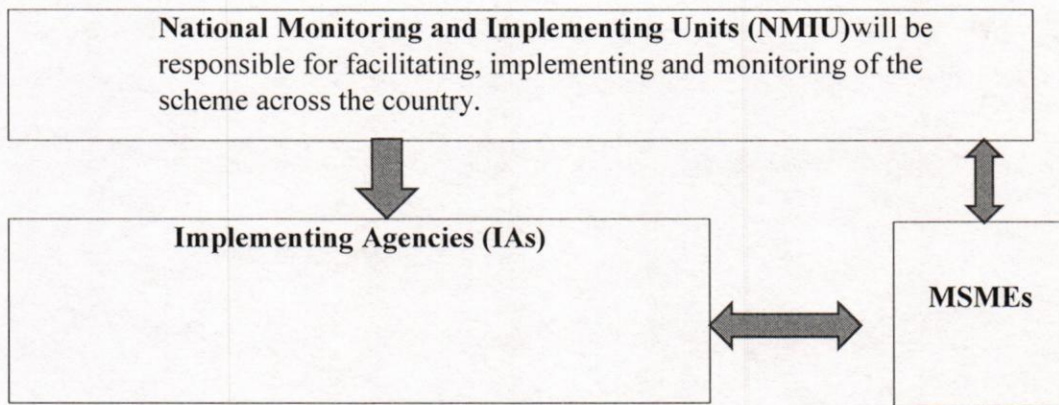 National Monitoring and Implementing Units (NMIU)will be
responsible for facilitating, implementing and monitoring of the
scheme across the country.
Implementing Agencies (IAs)
MSMEs